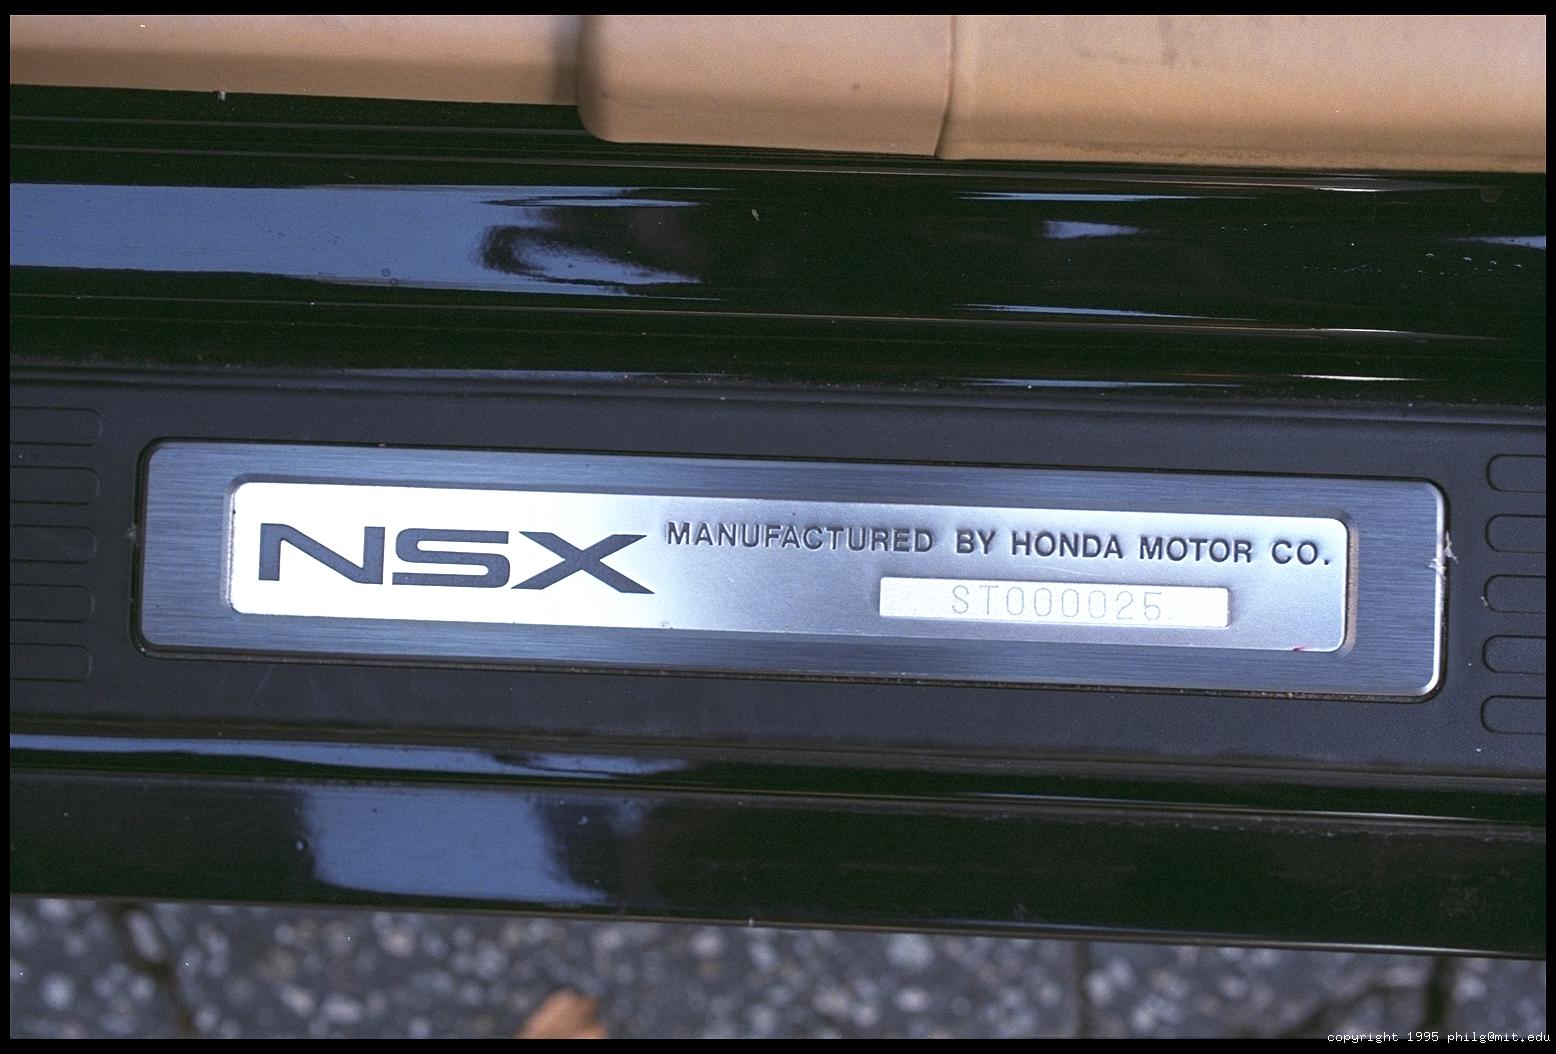 NSX MANUFACTURED BY HONDA MOTOR CO.
ST000025
copyright 1995 philg@mit.edu